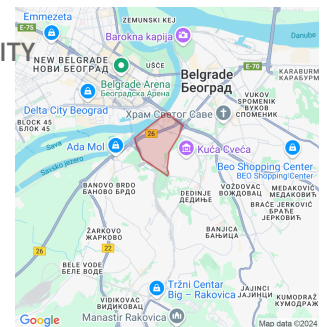 ZEMUNSKI KEJ
Emmezeta
E-75
Barokna kapija
Danube
CITY
NEW BELGRADE
НОВИ БЕОГРАД
UŠĆE
E-70
Belgrade
Београд
KARABURMA
КАРАБУРМА
Belgrade Arena
Београдска Арена
Delta City Beograd
VUKOV
SPOMENIK
ВУКОВ
СПОМЕНИК
Храм Светог Саве
BLOCK 45
БЛОК 45
26
Sava
Ada Mol
Kuća Cveća
Beo Shopping Center
BEO Shopping Center
Savsko jezero
BANOVO BRDO
БАНОВО БРДО
DEDINJE
ДЕДИЊЕ
VOŽDOVAC
ВОЖДОВАЦ
MEDAKOVIĆ
МЕДАКОВИЋ
BRAĆE JERKOVIĆ
БРАЋЕ
ЈЕРКОВИЋ
ŽARKOVO
ЖАРКОВО
BANJICA
БАЊИЦА
26
22
BELE VODE
БЕЛЕ ВОДЕ
Tržni Centar
Big – Rakovica
JAJINCI
ЈАЈИНЦИ
VIDIKOVAC
ВИДИКОВАЦ
KUMODRAŽ
КУМОДРАЖ
Manastir Rakovica
Google
Map data ©2024